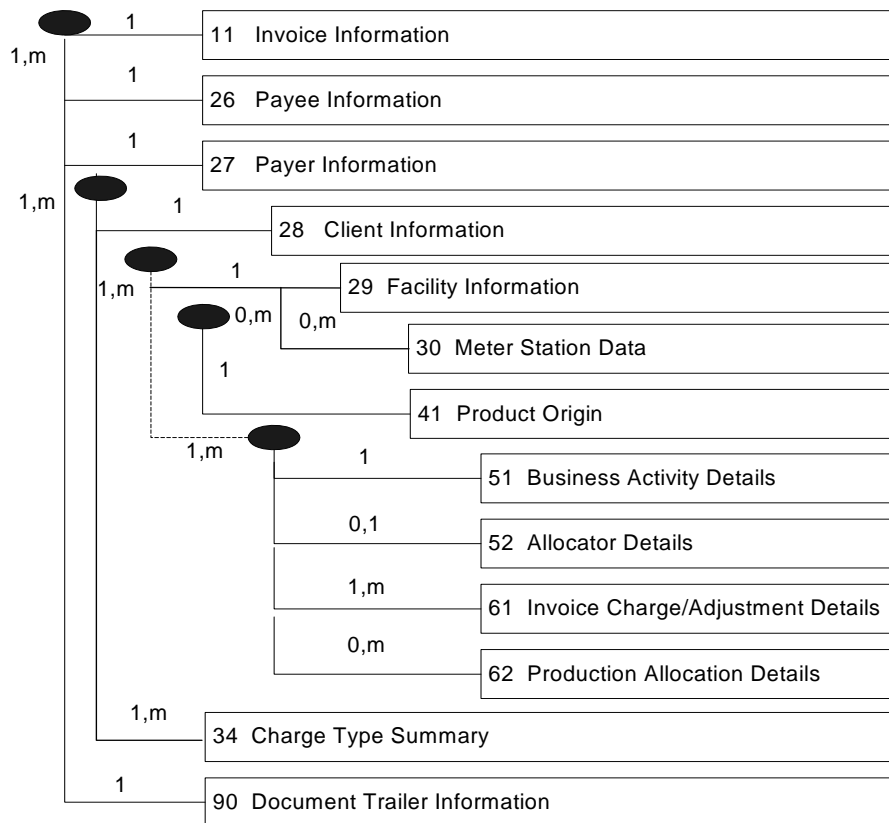 1
11 Invoice Information
1,m
1
26 Payee Information
1
27 Payer Information
1,m
1
28 Client Information
1
29 Facility Information
1,m
0,m
0,m
30 Meter Station Data
1
41 Product Origin
1,m
1
51 Business Activity Details
0,1
52 Allocator Details
1,m
61 Invoice Charge/Adjustment Details
0,m
62 Production Allocation Details
1,m
34 Charge Type Summary
1
90 Document Trailer Information